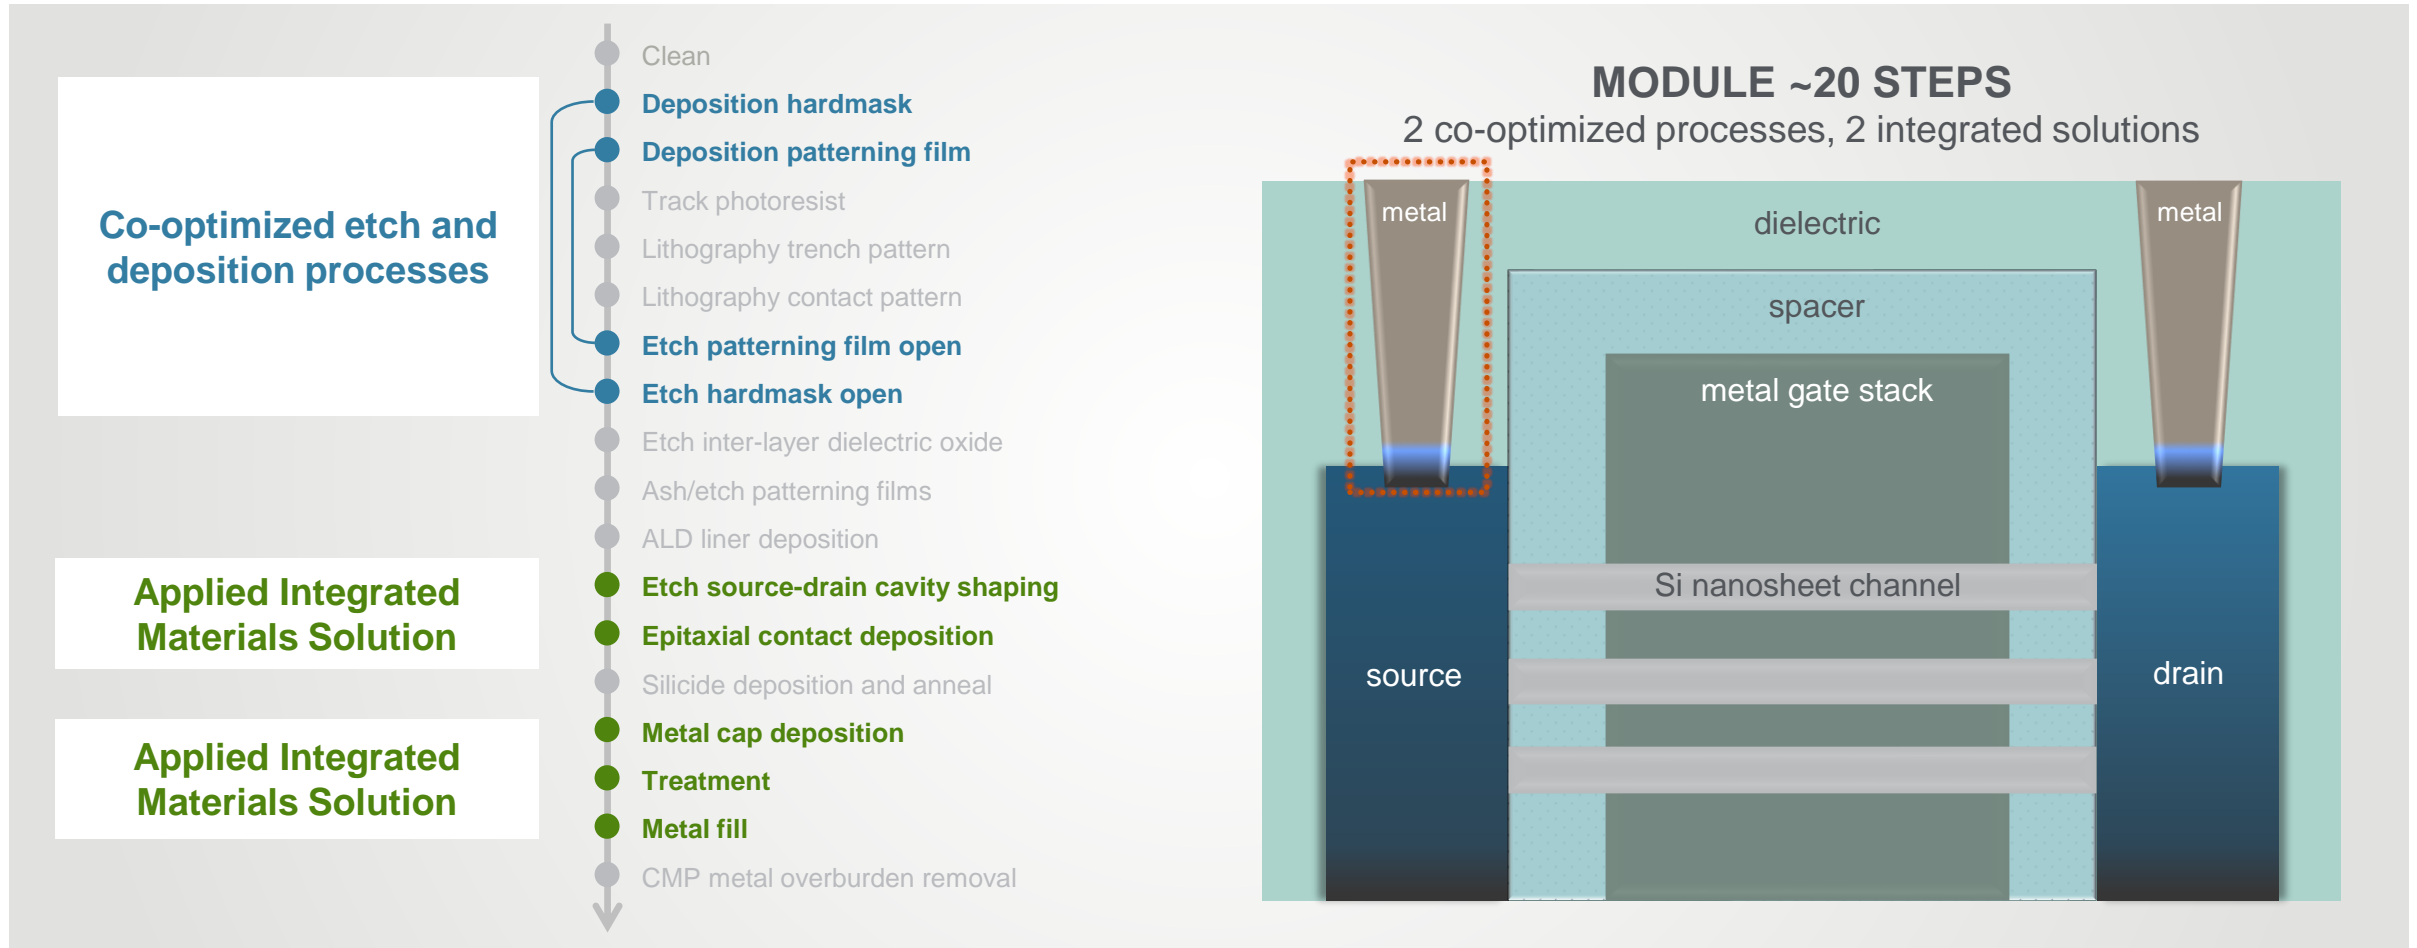 Co-optimized etch and
deposition processes
Applied Integrated
Materials Solution
Applied Integrated
Materials Solution
Clean
Deposition hardmask
Deposition patterning film
Track photoresist
Lithography trench pattern
Lithography contact pattern
Etch patterning film open
Etch hardmask open
Etch inter-layer dielectric oxide
Ash/etch patterning films
ALD liner deposition
Etch source-drain cavity shaping
Epitaxial contact deposition
Silicide deposition and anneal
Metal cap deposition
Treatment
Metal fill
CMP metal overburden removal
MODULE ~20 STEPS
2 co-optimized processes, 2 integrated solutions
metal
dielectric
metal
spacer
metal gate stack
Si nanosheet channel
source
drain